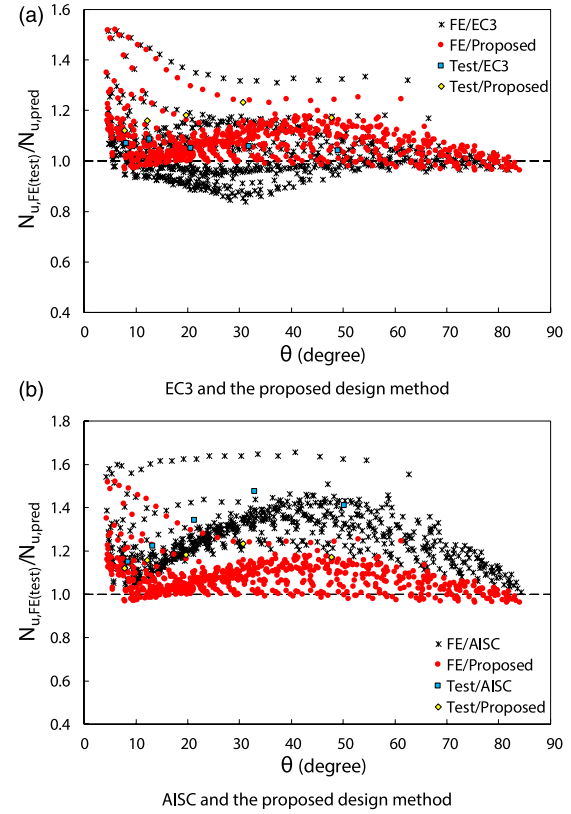 (a)
1.6
1.4
1.2
1.0
0.8
0.6
0.4
N_u,FE(test)/N_u,pred
FE/EC3
FE/Proposed
Test/EC3
Test/Proposed
0 10 20 30 40 50 60 70 80 90
θ (degree)
EC3 and the proposed design method
(b)
1.8
1.6
1.4
1.2
1.0
0.8
0.6
0.4
N_u,FE(test)/N_u,pred
FE/AISC
FE/Proposed
Test/AISC
Test/Proposed
0 10 20 30 40 50 60 70 80 90
θ (degree)
AISC and the proposed design method